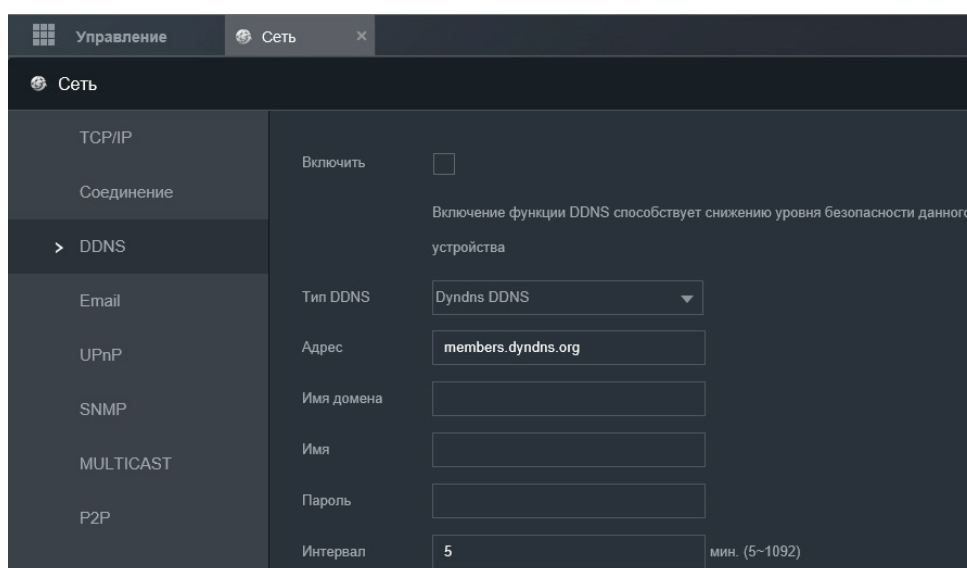 Управление
Сеть
Сеть
TCP/IP
Соединение
DDNS
Email
UPnP
SNMP
MULTICAST
P2P
Включить
Включение функции DDNS способствует снижению уровня безопасности данного
устройства
Тип DDNS
Dyndns DDNS
Адрес
members.dyndns.org
Имя домена
Имя
Пароль
Интервал
5
мин. (5~1092)